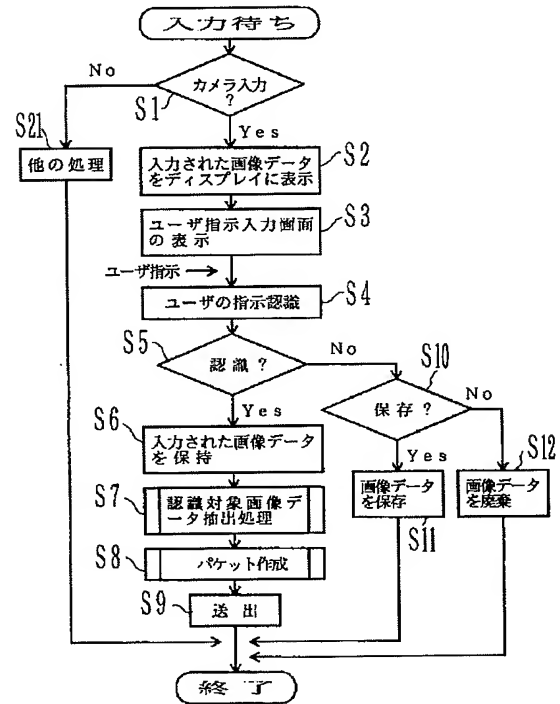 入力待ち
No
カメラ入力
?
S1
S21
Yes
他の処理
入力された画像データ
をディスプレイに表示
S2
ユーザ指示入力画面
の表示
S3
ユーザ指示
ユーザの指示認識
S4
S5
認識?
No
S10
Yes
保存?
No
S6
入力された画像データ
を保持
Yes
S12
画像データ
を保存
画像データ
を廃棄
S11
S7
認識対象画像デ
ータ抽出処理
S8
パケット作成
S9
送出
終了